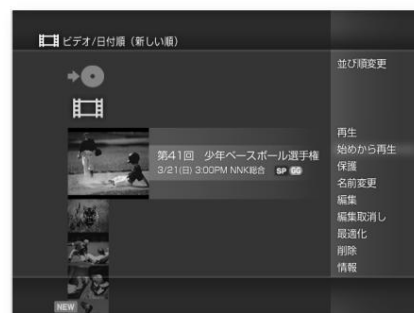 ビデオ/日付順（新しい順）
並び順変更
第41回 少年ベースボール選手権
3/21(日) 3:00PM NNK総合 SP GG
再生
始めから再生
保護
名前変更
編集
編集取消し
最適化
削除
情報
NEW